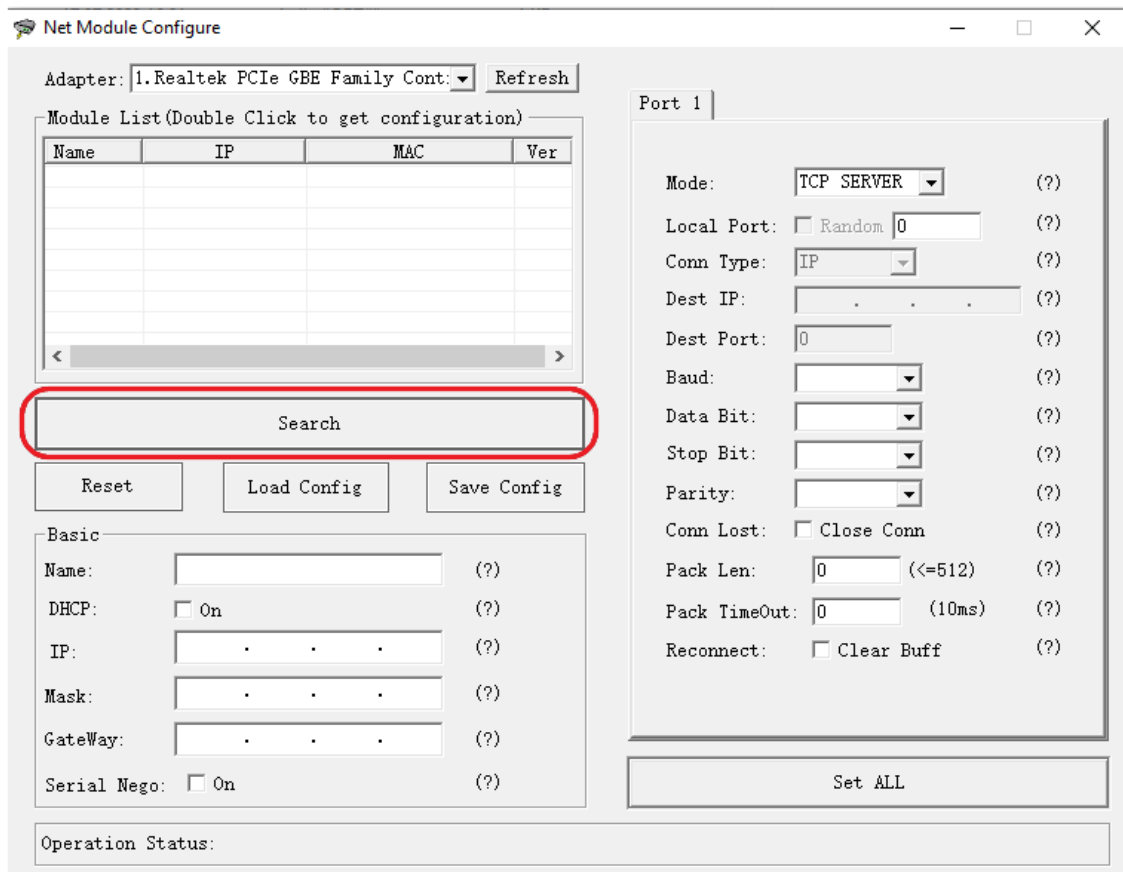 Net Module Configure
Adapter: 1.Realtek PCIe GBE Family Cont: Refresh
Module List(Double Click to get configuration)
Name IP MAC Ver
Search
Reset Load Config Save Config
Basic
Name: (?)
DHCP: On (?)
IP: . . . (?)
Mask: . . . (?)
GateWay: . . . (?)
Serial Nego: On (?)
Port 1
Mode: TCP SERVER (?)
Local Port: Random 0 (?)
Conn Type: IP (?)
Dest IP: . . . (?)
Dest Port: 0 (?)
Baud: (?)
Data Bit: (?)
Stop Bit: (?)
Parity: (?)
Conn Lost: Close Conn (?)
Pack Len: 0 (<=512) (?)
Pack TimeOut: 0 (10ms) (?)
Reconnect: Clear Buff (?)
Set ALL
Operation Status: